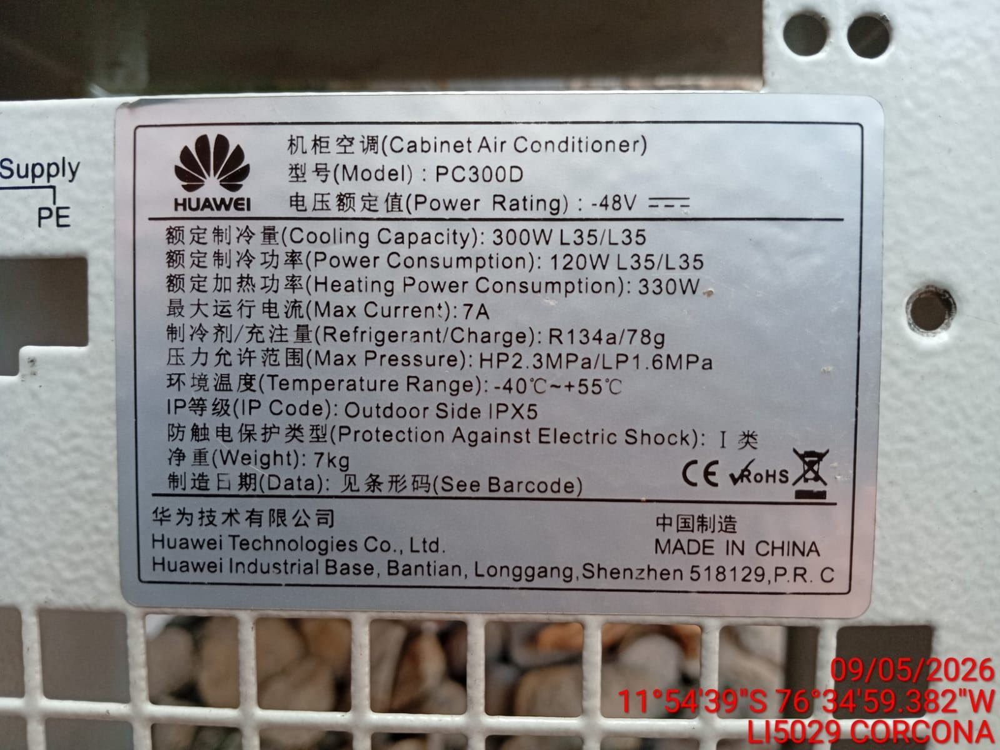 Supply
PE
HUAWEI
机柜空调(Cabinet Air Conditioner)
型号(Model) : PC300D
电压额定值(Power Rating) : -48V
额定制冷量(Cooling Capacity): 300W L35/L35
额定制冷功率(Power Consumption): 120W L35/L35
额定加热功率(Heating Power Consumption): 330W
最大运行电流(Max Current): 7A
制冷剂/充注量(Refrigerant/Charge): R134a/78g
压力允许范围(Max Pressure): HP2.3MPa/LP1.6MPa
环境温度(Temperature Range): -40℃~+55℃
IP等级(IP Code): Outdoor Side IPX5
防触电保护类型(Protection Against Electric Shock): I 类
净重(Weight): 7kg
制造日期(Data): 见条形码(See Barcode)
CE RoHS
华为技术有限公司
Huawei Technologies Co., Ltd.
中国制造
MADE IN CHINA
Huawei Industrial Base, Bantian, Longgang,Shenzhen 518129,P.R. C
09/05/2026
11°54'39"S 76°34'59.382"W
LI5029 CORCONA